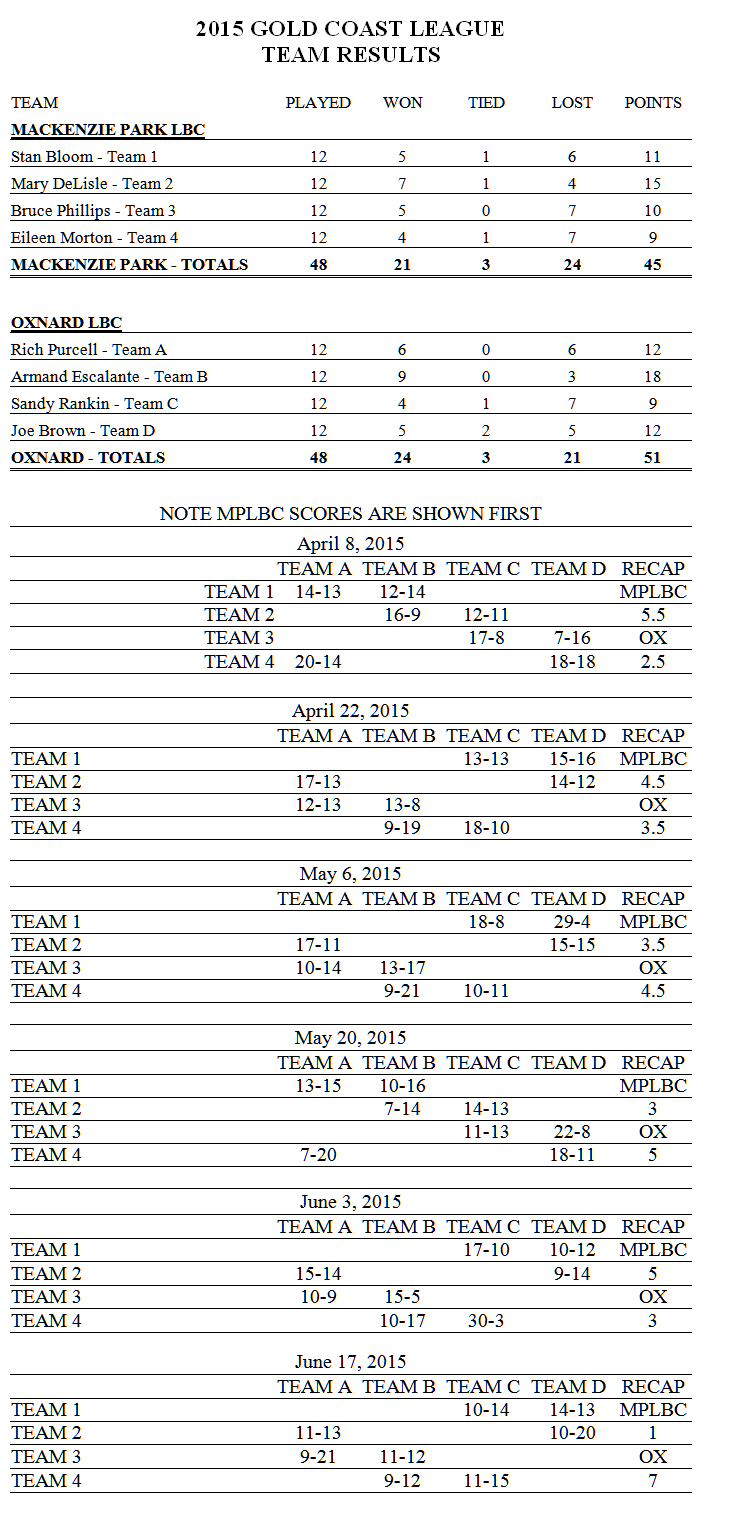 2015 GOLD COAST LEAGUE
TEAM RESULTS
TEAM PLAYED WON TIED LOST POINTS
MACKENZIE PARK LBC
Stan Bloom - Team 1 12 5 1 6 11
Mary DeLisle - Team 2 12 7 1 4 15
Bruce Phillips - Team 3 12 5 0 7 10
Eileen Morton - Team 4 12 4 1 7 9
MACKENZIE PARK - TOTALS 48 21 3 24 45
OXNARD LBC
Rich Purcell - Team A 12 6 0 6 12
Armand Escalante - Team B 12 9 0 3 18
Sandy Rankin - Team C 12 4 1 7 9
Joe Brown - Team D 12 5 2 5 12
OXNARD - TOTALS 48 24 3 21 51
NOTE MPLBC SCORES ARE SHOWN FIRST
April 8, 2015
TEAM A TEAM B TEAM C TEAM D RECAP
TEAM 1 14-13 12-14 MPLBC
TEAM 2 16-9 12-11 5.5
TEAM 3 17-8 7-16 OX
TEAM 4 20-14 18-18 2.5
April 22, 2015
TEAM A TEAM B TEAM C TEAM D RECAP
TEAM 1 13-13 15-16 MPLBC
TEAM 2 17-13 14-12 4.5
TEAM 3 12-13 13-8 OX
TEAM 4 9-19 18-10 3.5
May 6, 2015
TEAM A TEAM B TEAM C TEAM D RECAP
TEAM 1 18-8 29-4 MPLBC
TEAM 2 17-11 15-15 3.5
TEAM 3 10-14 13-17 OX
TEAM 4 9-21 10-11 4.5
May 20, 2015
TEAM A TEAM B TEAM C TEAM D RECAP
TEAM 1 13-15 10-16 MPLBC
TEAM 2 7-14 14-13 3
TEAM 3 11-13 22-8 OX
TEAM 4 7-20 18-11 5
June 3, 2015
TEAM A TEAM B TEAM C TEAM D RECAP
TEAM 1 17-10 10-12 MPLBC
TEAM 2 15-14 9-14 5
TEAM 3 10-9 15-5 OX
TEAM 4 10-17 30-3 3
June 17, 2015
TEAM A TEAM B TEAM C TEAM D RECAP
TEAM 1 10-14 14-13 MPLBC
TEAM 2 11-13 10-20 1
TEAM 3 9-21 11-12 OX
TEAM 4 9-12 11-15 7